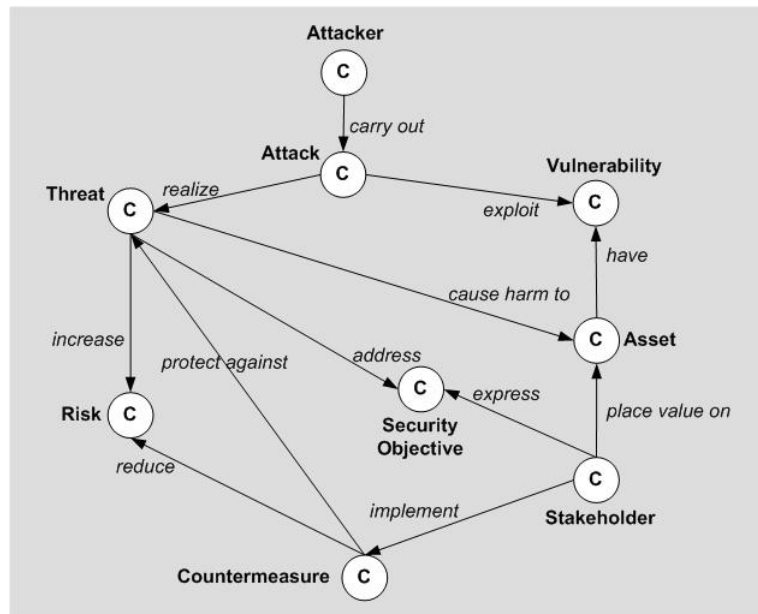 Attacker
C
carry out
Attack
C
Vulnerability
C
Threat
C
realize
exploit
have
cause harm to
C
Asset
increase
protect against
address
express
place value on
Risk
C
C
Security
Objective
reduce
implement
C
Stakeholder
Countermeasure
C